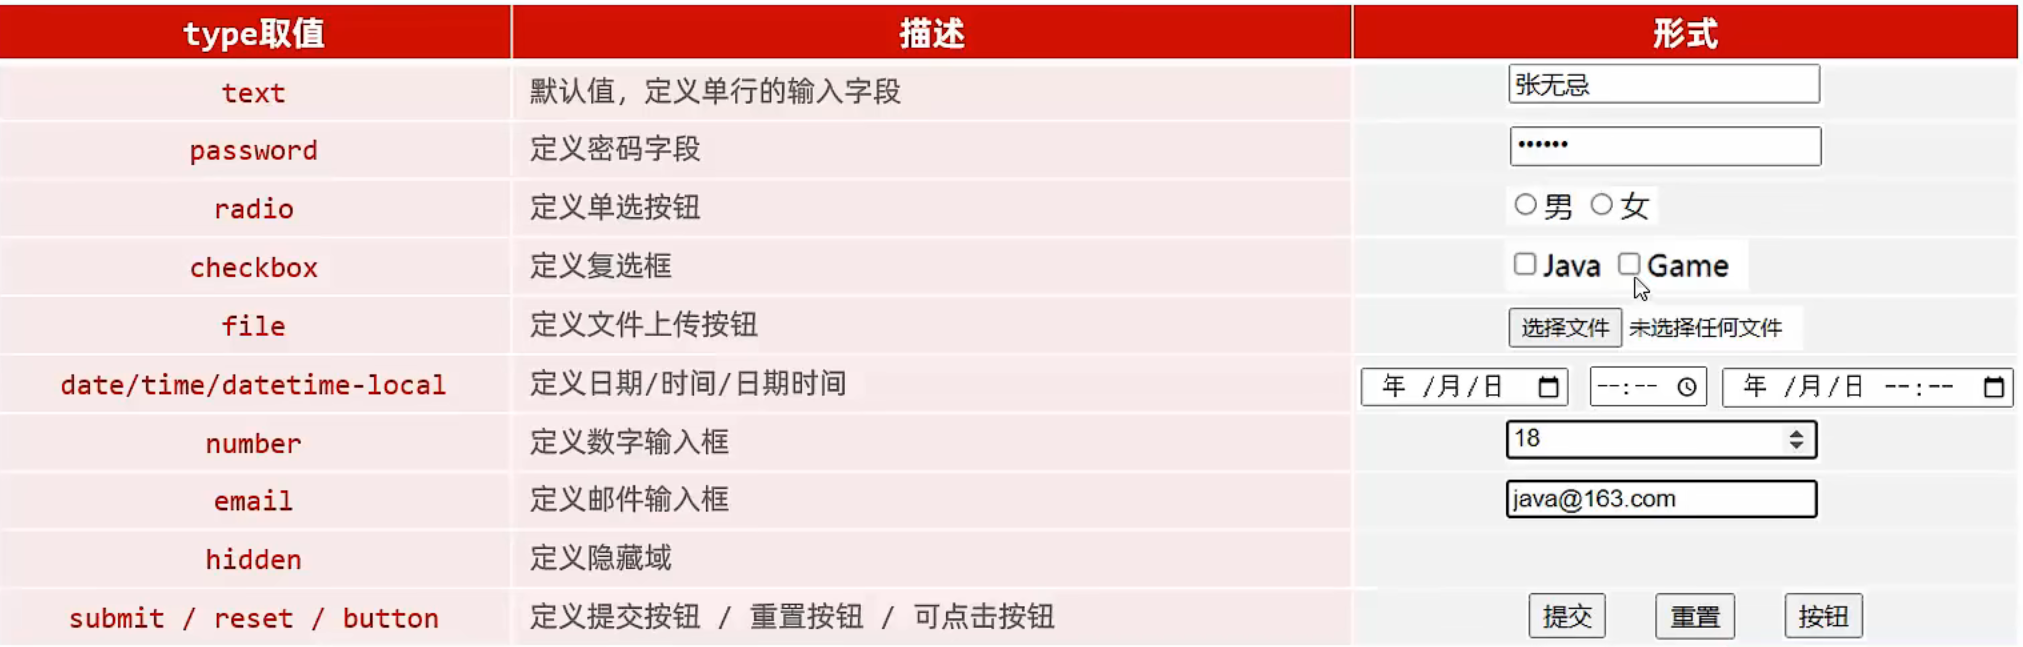 type取值 描述 形式
text 默认值，定义单行的输入字段 张无忌
password 定义密码字段 ••••••
radio 定义单选按钮 男 女
checkbox 定义复选框 Java Game
file 定义文件上传按钮 选择文件 未选择任何文件
date/time/datetime-local 定义日期/时间/日期时间 年 /月/日 --:-- 年 /月/日 --:--
number 定义数字输入框 18
email 定义邮件输入框 java@163.com
hidden 定义隐藏域
submit / reset / button 定义提交按钮 / 重置按钮 / 可点击按钮 提交 重置 按钮